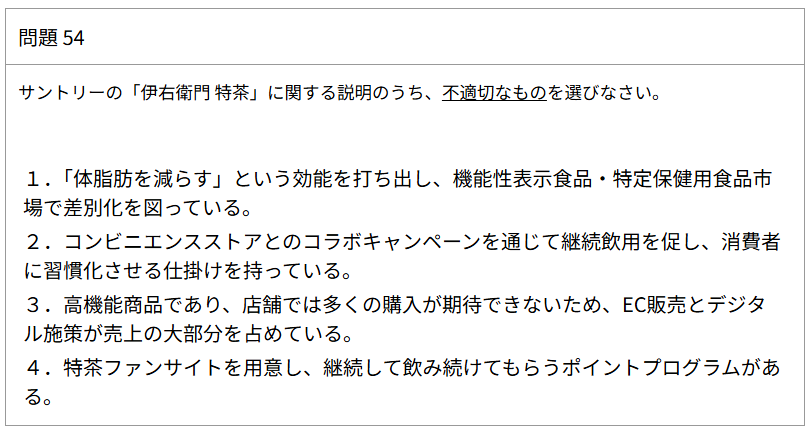 問題 54
サントリーの「伊右衛門 特茶」に関する説明のうち、不適切なものを選びなさい。
１．「体脂肪を減らす」という効能を打ち出し、機能性表示食品・特定保健用食品市
場で差別化を図っている。
２．コンビニエンスストアとのコラボキャンペーンを通じて継続飲用を促し、消費者
に習慣化させる仕掛けを持っている。
３．高機能商品であり、店舗では多くの購入が期待できないため、EC販売とデジタ
ル施策が売上の大部分を占めている。
４．特茶ファンサイトを用意し、継続して飲み続けてもらうポイントプログラムがあ
る。